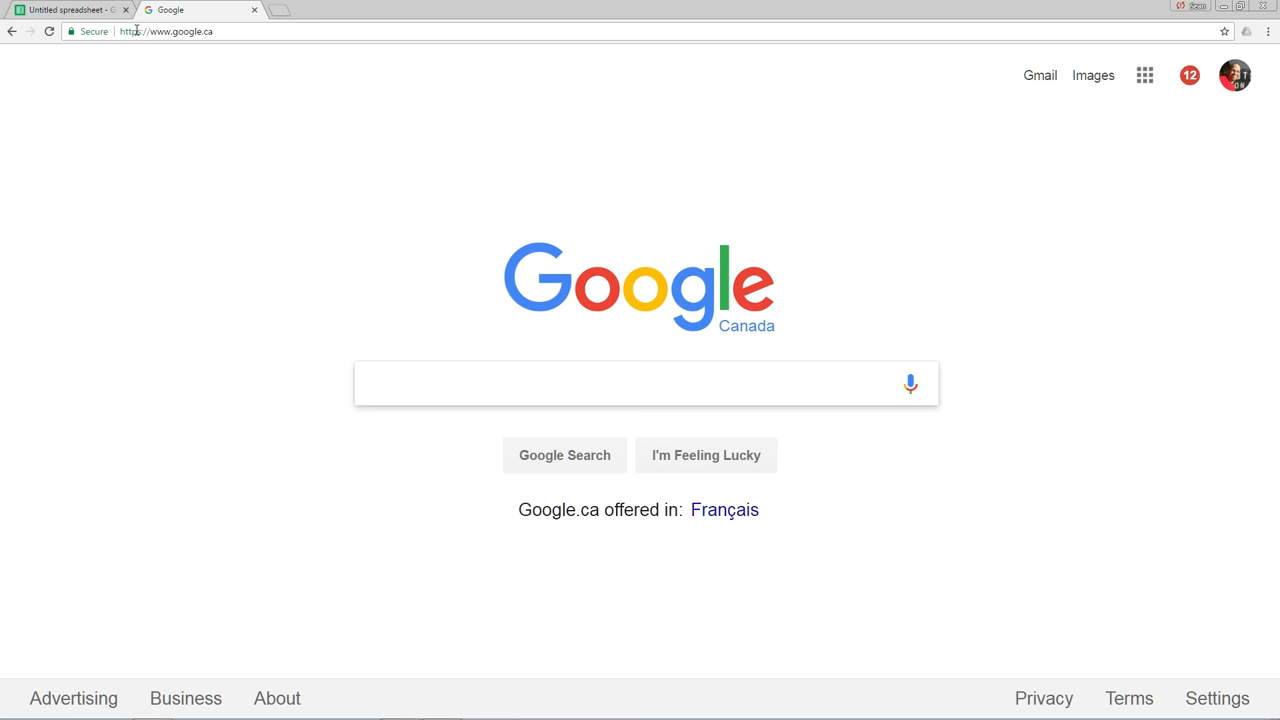 Untitled spreadsheet - G
Google
Sean
Secure
https://www.google.ca
Gmail
Images
12
Google
Canada
Google Search
I'm Feeling Lucky
Google.ca offered in: Français
Advertising
Business
About
Privacy
Terms
Settings